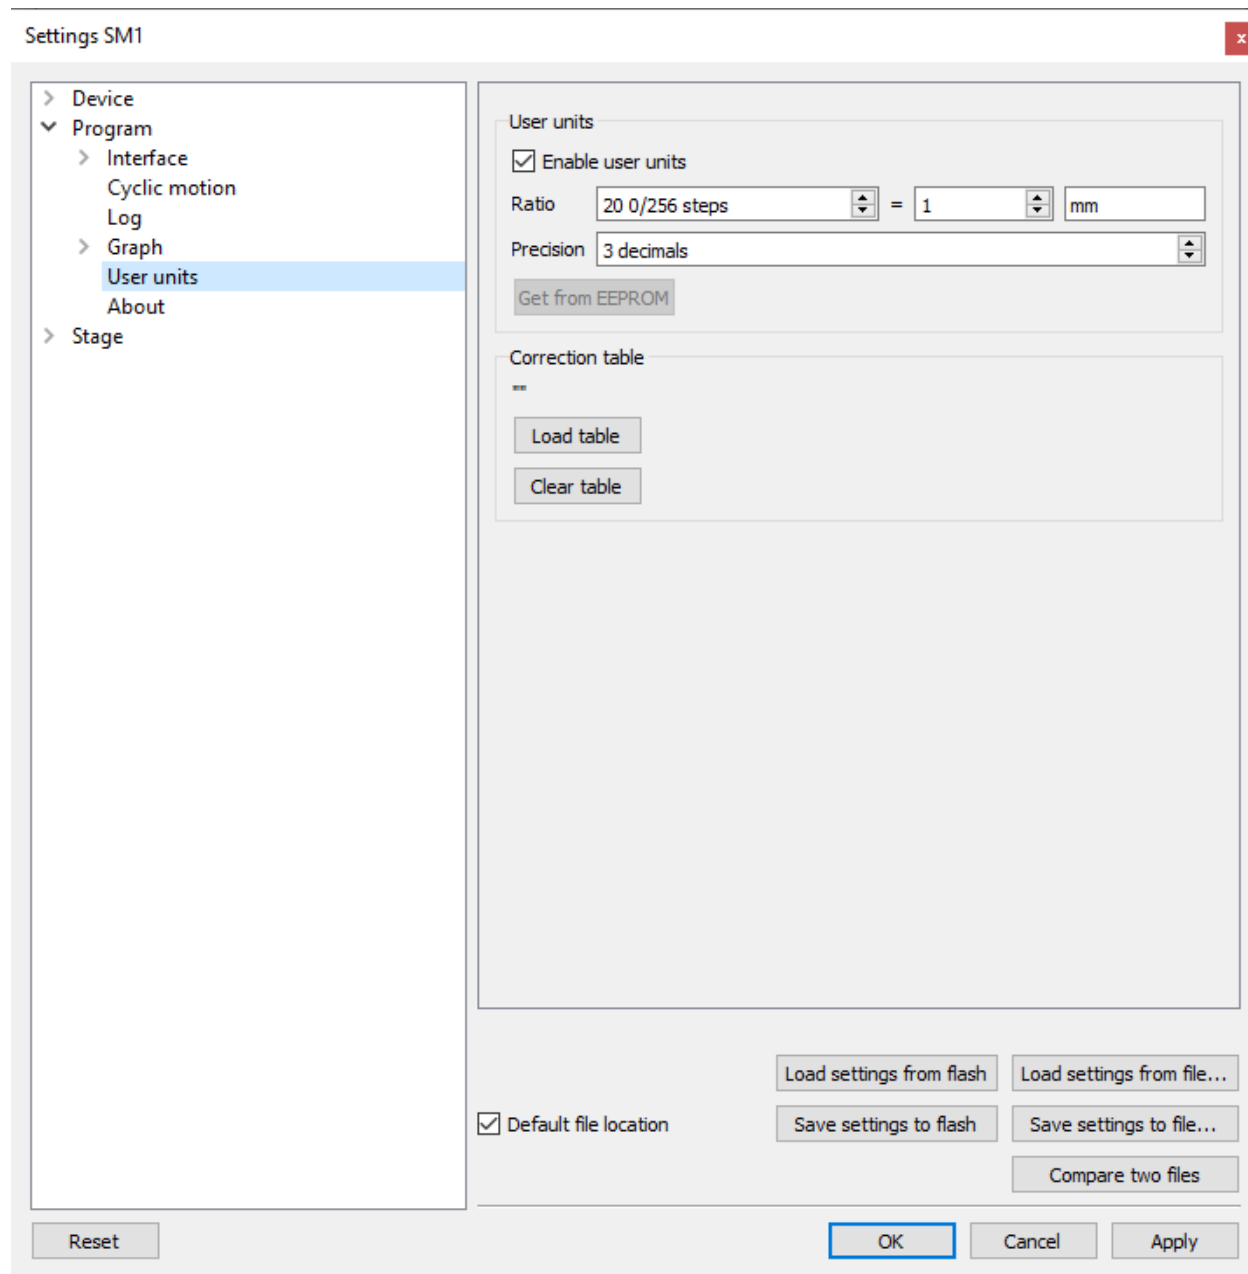 Settings SM1
x
Device
Program
Interface
Cyclic motion
Log
Graph
User units
About
Stage
User units
Enable user units
Ratio 20 0/256 steps = 1 mm
Precision 3 decimals
Get from EEPROM
Correction table
""
Load table
Clear table
Load settings from flash Load settings from file...
Default file location Save settings to flash Save settings to file...
Compare two files
Reset OK Cancel Apply